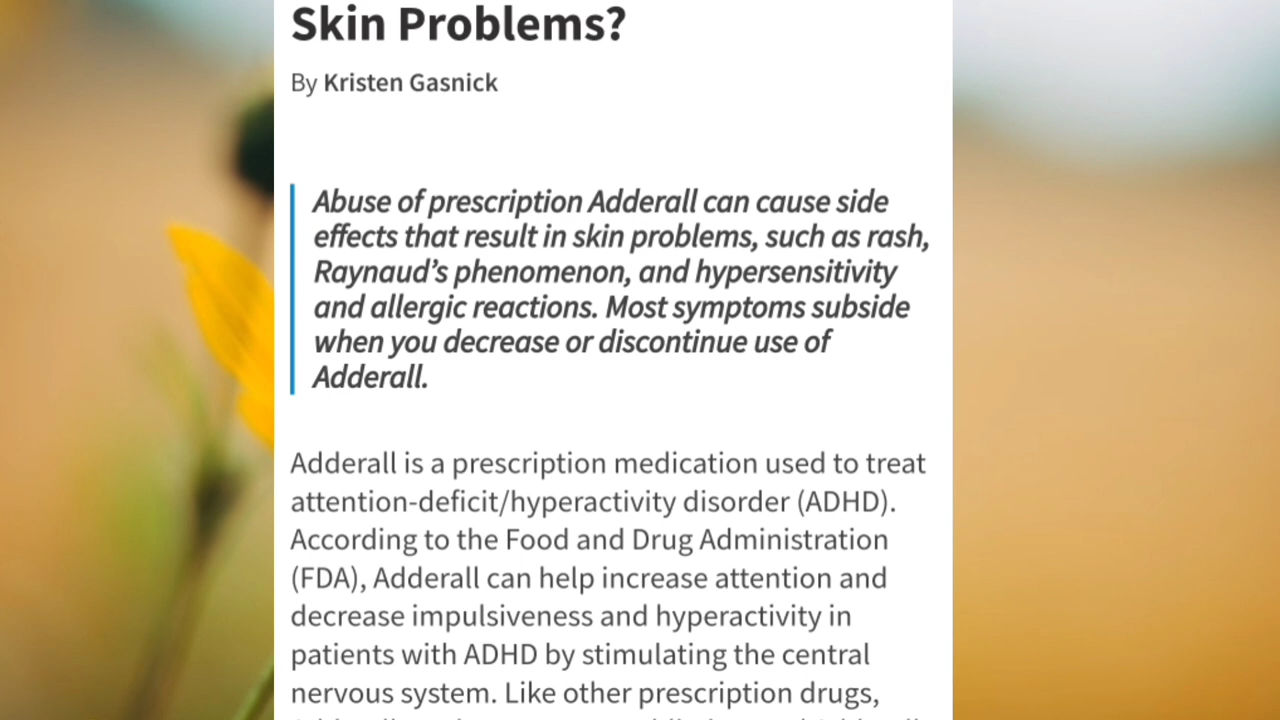 Skin Problems?
By Kristen Gasnick
Abuse of prescription Adderall can cause side
effects that result in skin problems, such as rash,
Raynaud’s phenomenon, and hypersensitivity
and allergic reactions. Most symptoms subside
when you decrease or discontinue use of
Adderall.
Adderall is a prescription medication used to treat
attention-deficit/hyperactivity disorder (ADHD).
According to the Food and Drug Administration
(FDA), Adderall can help increase attention and
decrease impulsiveness and hyperactivity in
patients with ADHD by stimulating the central
nervous system. Like other prescription drugs,